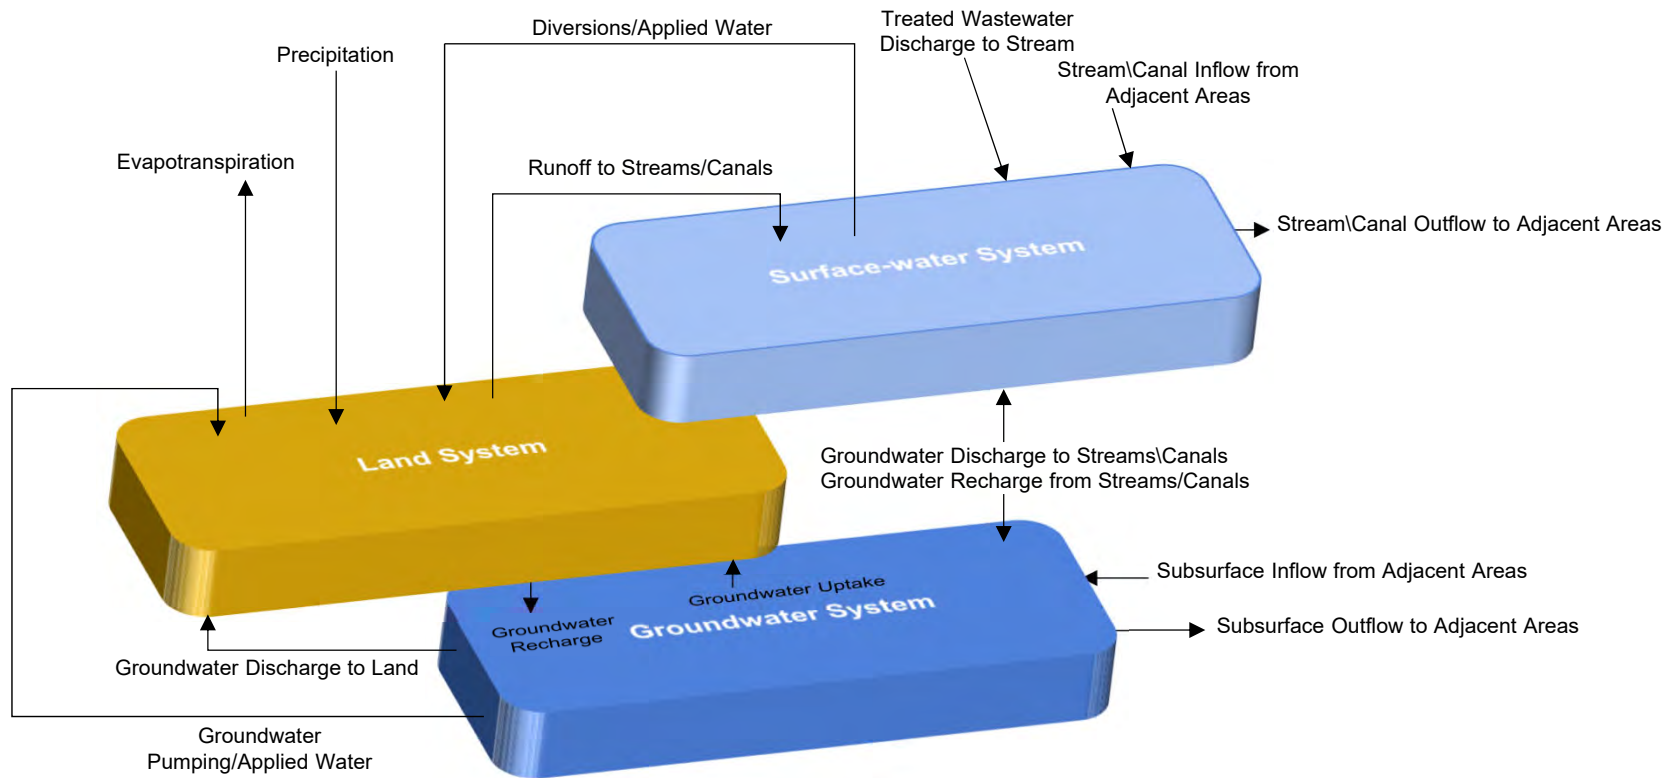 Diversions/Applied Water
Treated Wastewater
Discharge to Stream
Precipitation
Stream\Canal Inflow from
Adjacent Areas
Evapotranspiration
Runoff to Streams/Canals
Stream\Canal Outflow to Adjacent Areas
Surface-water System
Land System
Groundwater Discharge to Streams\Canals
Groundwater Recharge from Streams/Canals
Subsurface Inflow from Adjacent Areas
Groundwater Uptake
Groundwater System
Groundwater
Recharge
Subsurface Outflow to Adjacent Areas
Groundwater Discharge to Land
Groundwater
Pumping/Applied Water